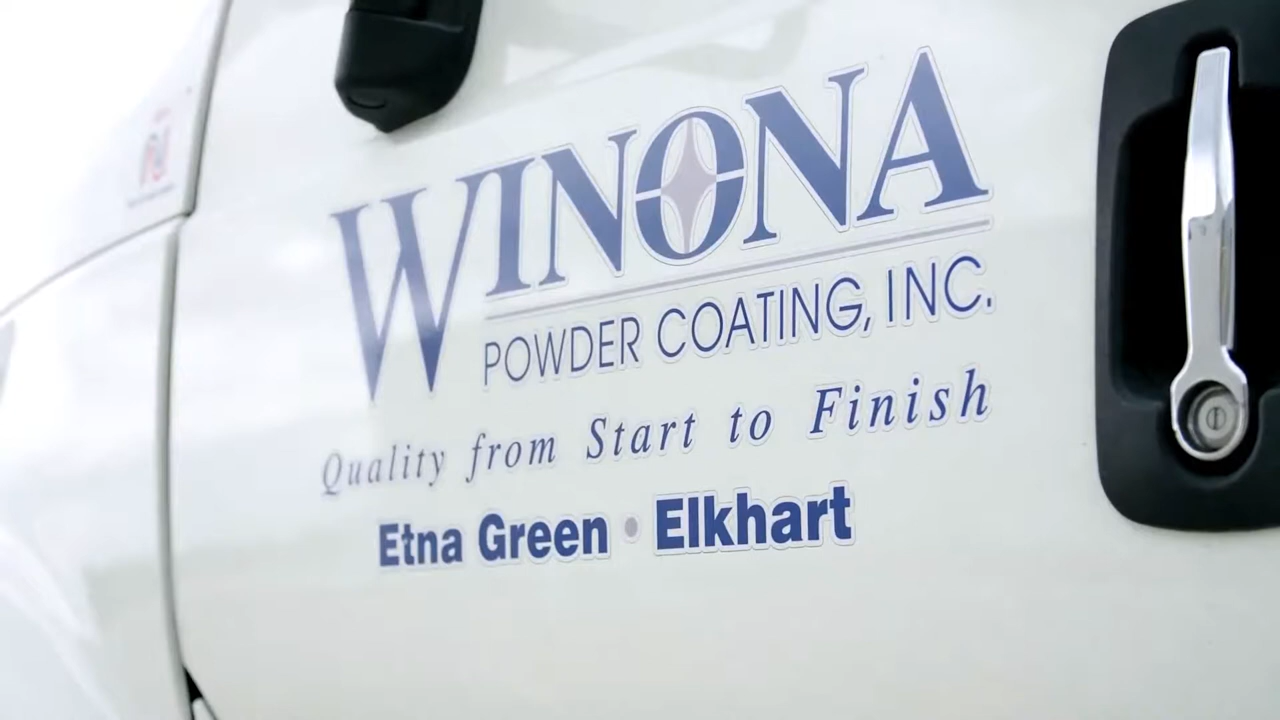 WINONA
POWDER COATING, INC.
Quality from Start to Finish
Etna Green • Elkhart